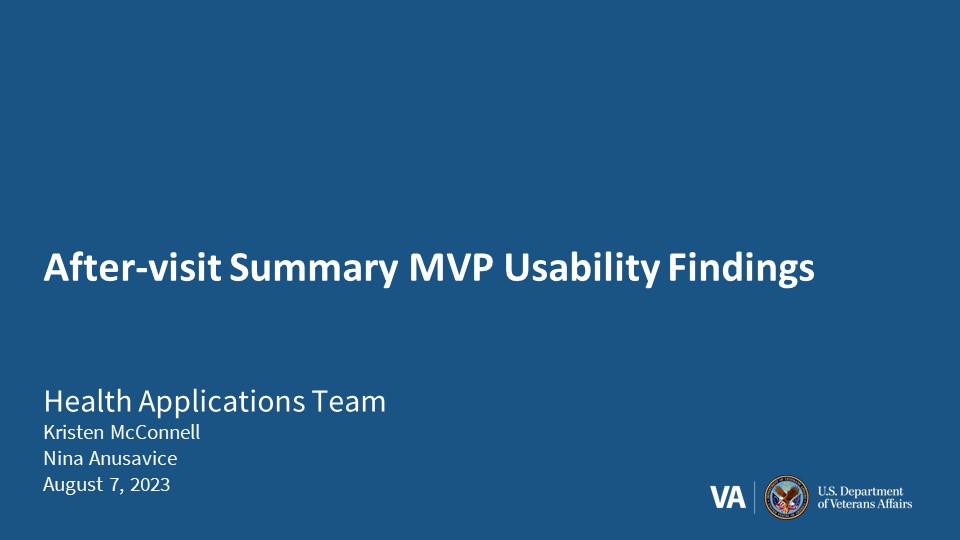 After-visit Summary MVP Usability Findings
Health Applications Team
Kristen McConnell
Nina Anusavice
August 7, 2023
VA
U.S. Department
of Veterans Affairs